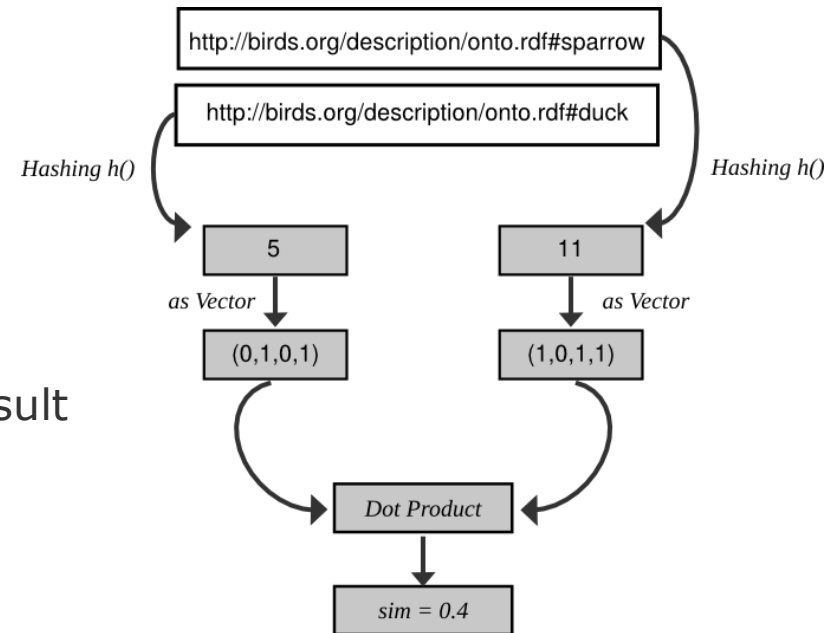 http://birds.org/description/onto.rdf#sparrow
http://birds.org/description/onto.rdf#duck
Hashing h()
Hashing h()
5
11
as Vector
as Vector
(0,1,0,1)
(1,0,1,1)
sult
Dot Product
sim = 0.4